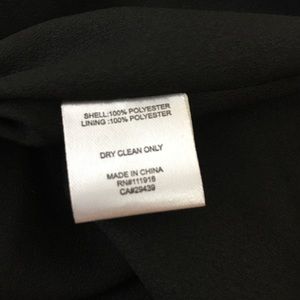 SHELL:100% POLYESTER
LINING :100% POLYESTER
DRY CLEAN ONLY
MADE IN CHINA
RN#111916
CA#29439